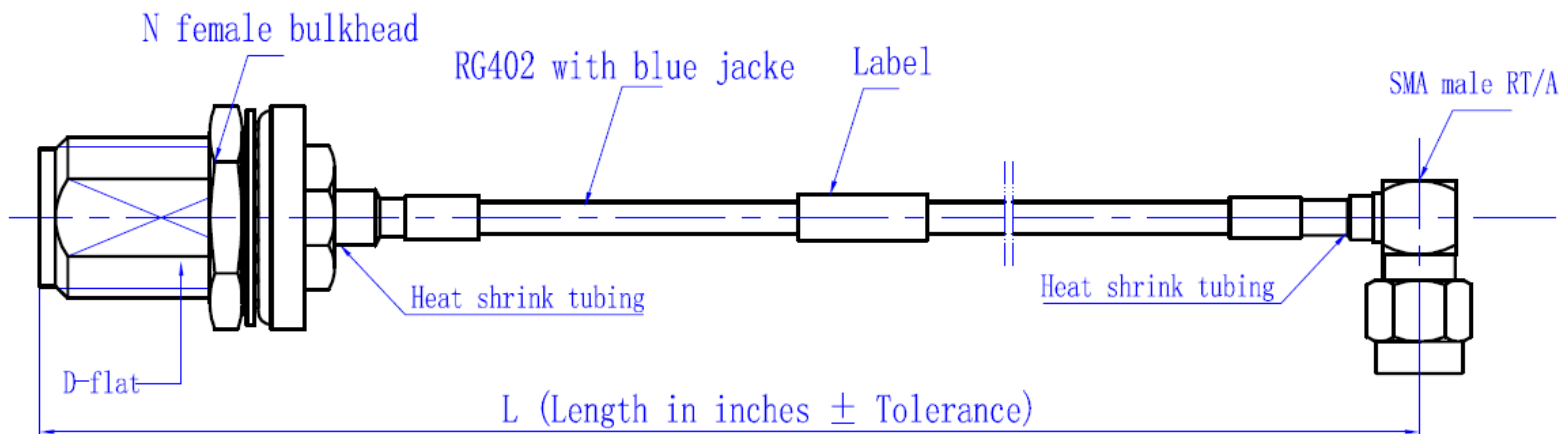 N female bulkhead
RG402 with blue jacke
Label
SMA male RT/A
Heat shrink tubing
Heat shrink tubing
D-flat
L (Length in inches ± Tolerance)